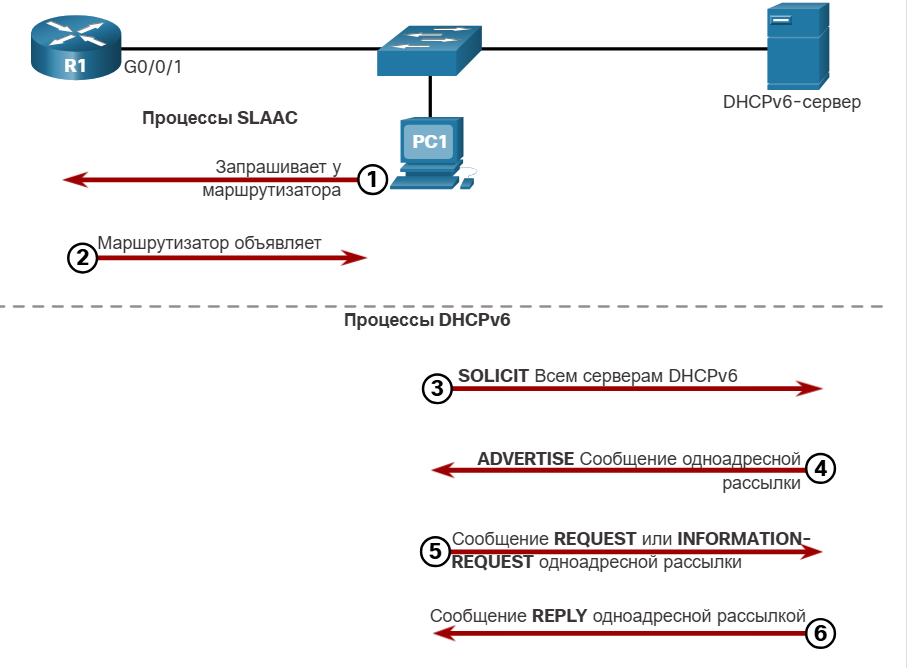 R1
G0/0/1
DHCPv6-сервер
Процессы SLAAC
PC1
Запрашивает у
маршрутизатора
1
Маршрутизатор объявляет
2
Процессы DHCPv6
SOLICIT Всем серверам DHCPv6
3
ADVERTISE Сообщение одноадресной
рассылки
4
Сообщение REQUEST или INFORMATION-
REQUEST одноадресной рассылки
5
Сообщение REPLY одноадресной рассылкой
6